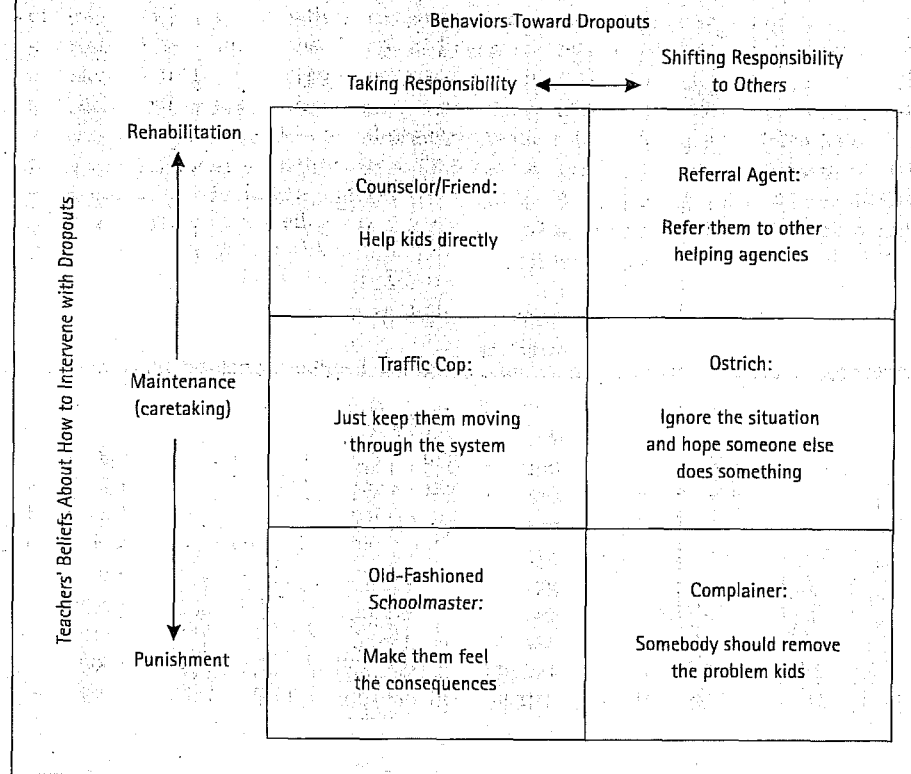 Behaviors Toward Dropouts
Shifting Responsibility
to Others
Taking Responsibility
Rehabilitation
Counselor/Friend:
Help kids directly
Referral Agent:
Refer them to other
helping agencies
Teachers' Beliefs About How to Intervene with Dropouts
Maintenance
(caretaking)
Traffic Cop:
Just keep them moving
through the system
Ostrich:
Ignore the situation
and hope someone else
does something
Punishment
Old-Fashioned
Schoolmaster:
Make them feel
the consequences
Complainer:
Somebody should remove
the problem kids